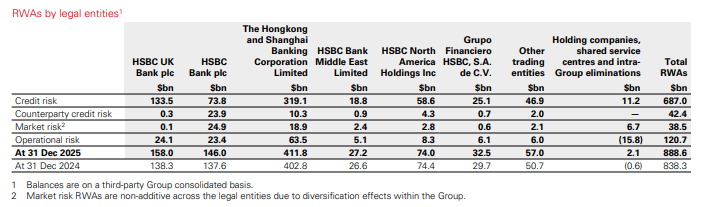 RWAs by legal entities1
HSBC UK Bank plc | HSBC Bank plc | The Hongkong and Shanghai Banking Corporation Limited | HSBC Bank Middle East Limited | HSBC North America Holdings Inc | Grupo Financiero HSBC, S.A. de C.V. | Other trading entities | Holding companies, shared service centres and intra-Group eliminations | Total RWAs
$bn $bn $bn $bn $bn $bn $bn $bn $bn
Credit risk 133.5 73.8 319.1 18.8 58.6 25.1 46.9 11.2 687.0
Counterparty credit risk 0.3 23.9 10.3 0.9 4.3 0.7 2.0 — 42.4
Market risk2 0.1 24.9 18.9 2.4 2.8 0.6 2.1 6.7 38.5
Operational risk 24.1 23.4 63.5 5.1 8.3 6.1 6.0 (15.8) 120.7
At 31 Dec 2025 158.0 146.0 411.8 27.2 74.0 32.5 57.0 2.1 888.6
At 31 Dec 2024 138.3 137.6 402.8 26.6 74.4 29.7 50.7 (0.6) 838.3
1 Balances are on a third-party Group consolidated basis.
2 Market risk RWAs are non-additive across the legal entities due to diversification effects within the Group.